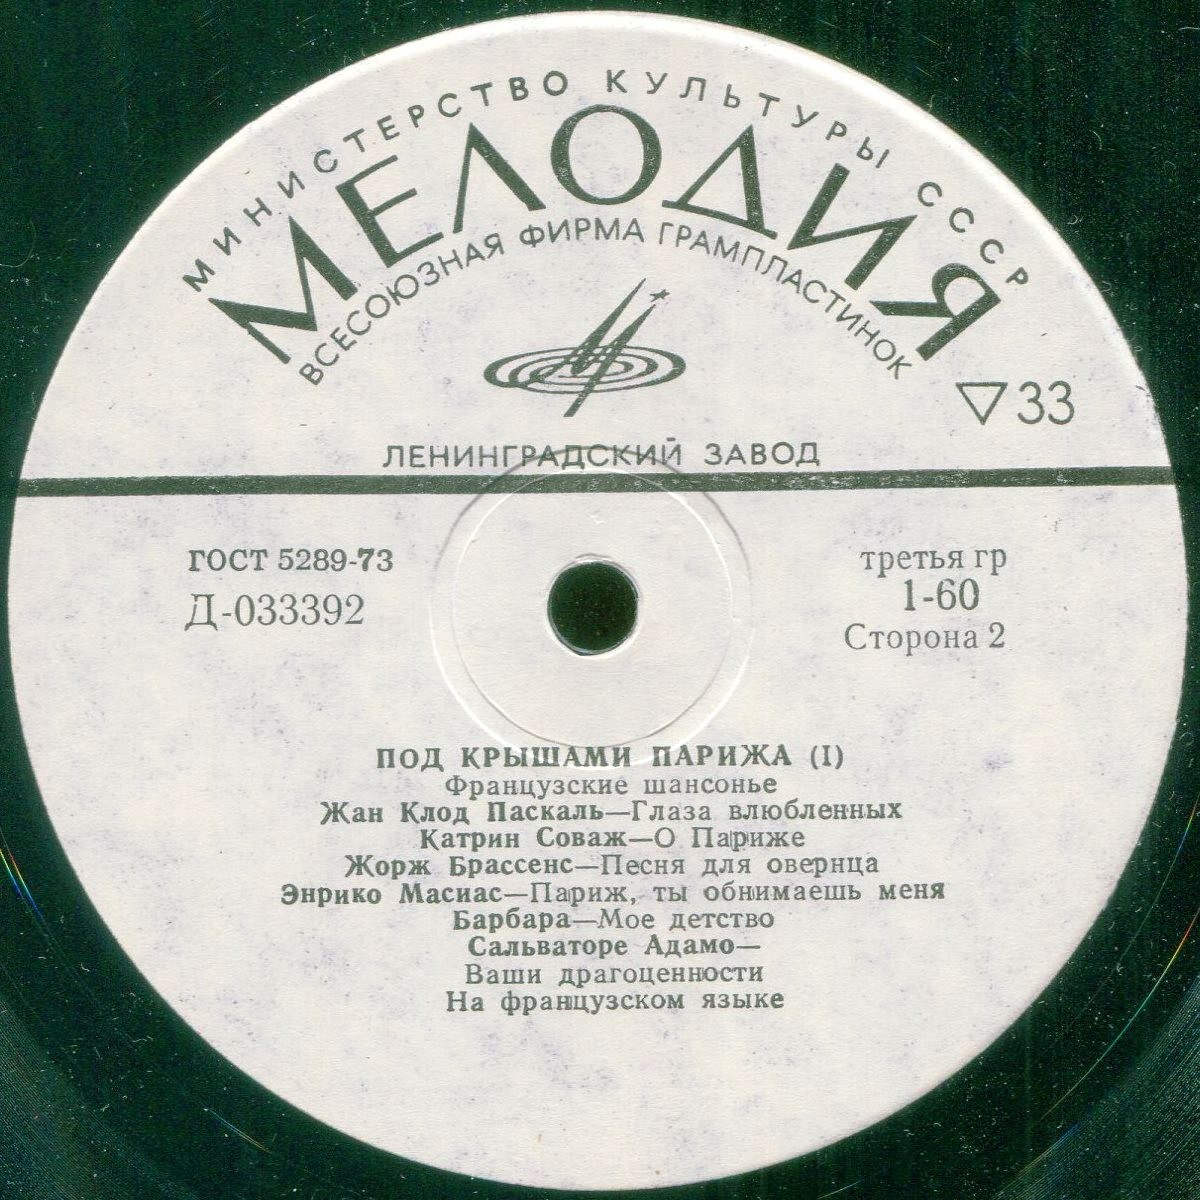 МИНИСТЕРСТВО КУЛЬТУРЫ СССР
МЕЛОДИЯ
ВСЕСОЮЗНАЯ ФИРМА ГРАМПЛАСТИНОК
33
ЛЕНИНГРАДСКИЙ ЗАВОД
ГОСТ 5289-73
Д-033392
третья гр
1-60
Сторона 2
ПОД КРЫШАМИ ПАРИЖА (I)
Французские шансонье
Жан Клод Паскаль—Глаза влюбленных
Катрин Соваж—О Париже
Жорж Брассенс—Песня для овернца
Энрико Масиас—Париж, ты обнимаешь меня
Барбара—Мое детство
Сальваторе Адамо—
Ваши драгоценности
На французском языке